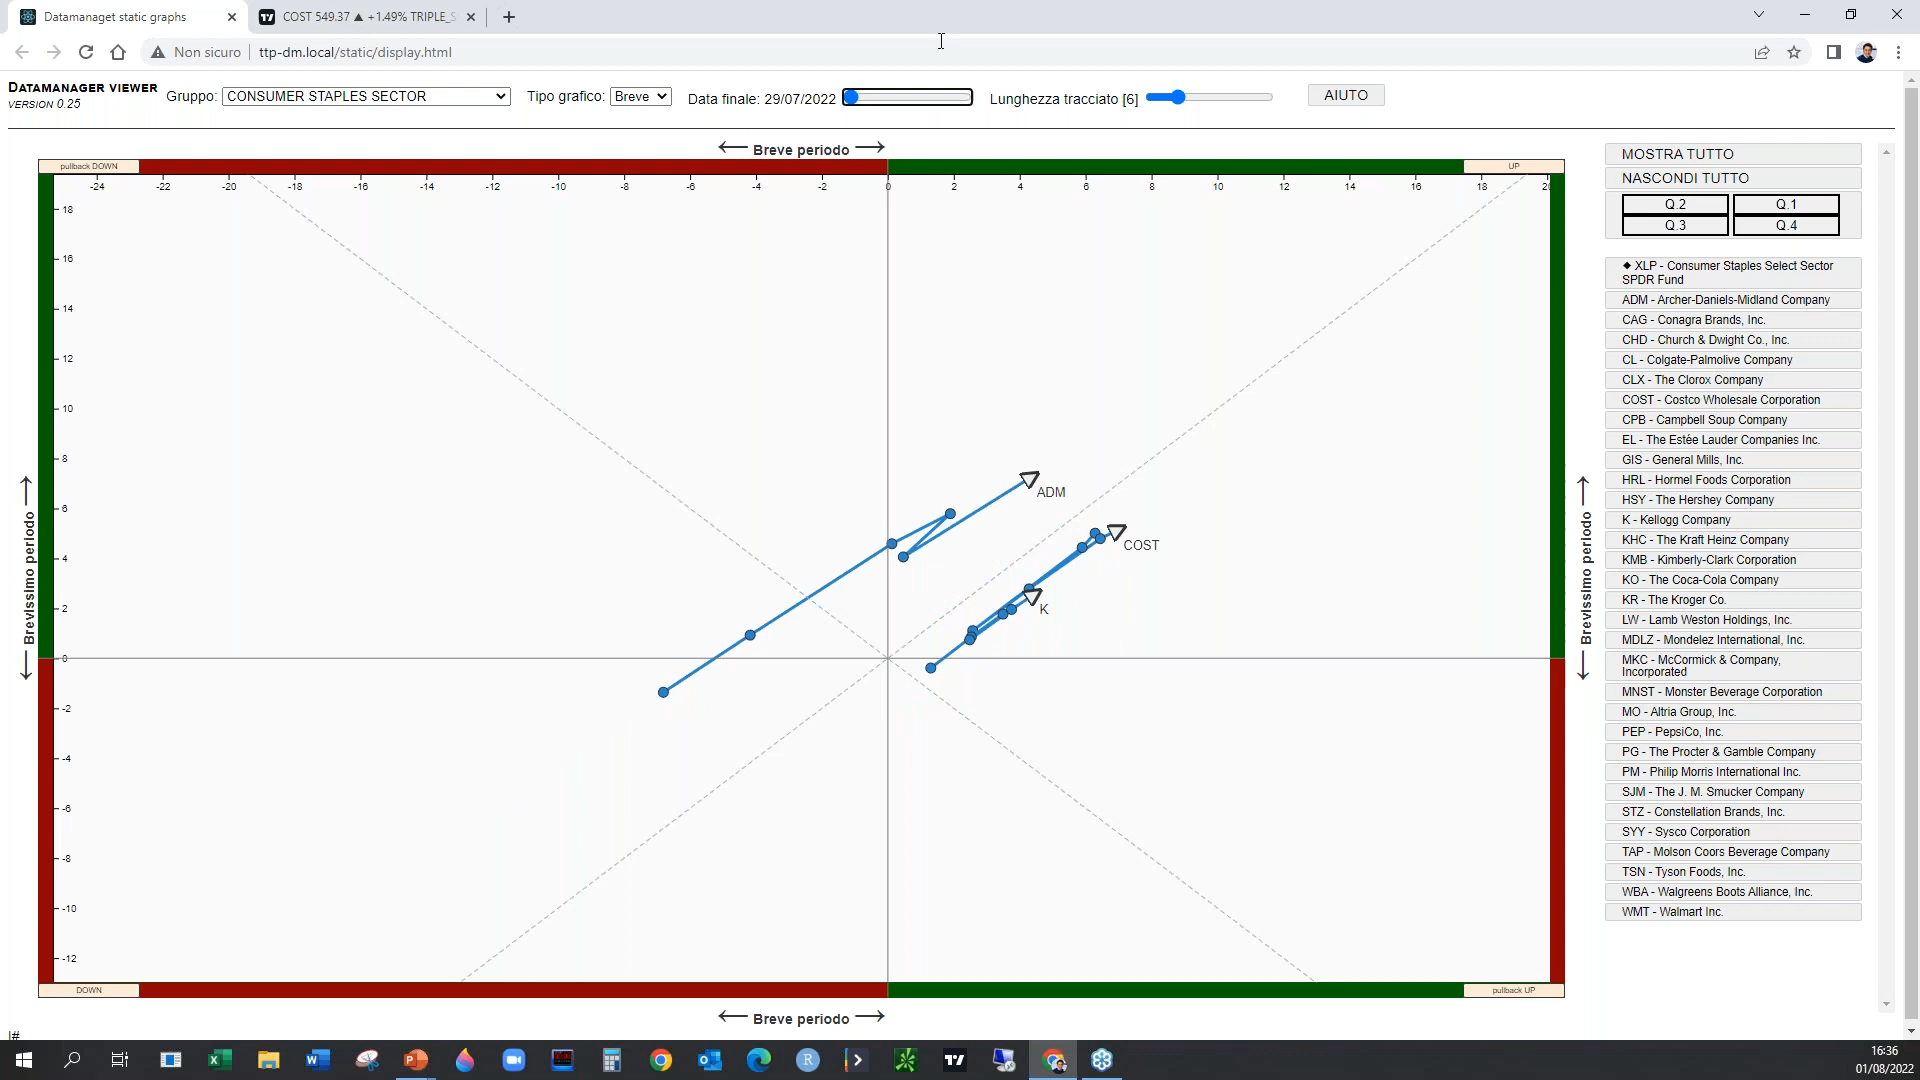 Datamanaget static graphs
COST 549.37 ▲ +1.49% TRIPLE_S
Non sicuro
ttp-dm.local/static/display.html
DATAMANAGER VIEWER
VERSION 0.25
Gruppo: CONSUMER STAPLES SECTOR
Tipo grafico: Breve
Data finale: 29/07/2022
Lunghezza tracciato [6]
AIUTO
← Breve periodo →
pullback DOWN
UP
-24 -22 -20 -18 -16 -14 -12 -10 -8 -6 -4 -2 0 2 4 6 8 10 12 14 16 18 20
18
16
14
12
10
8
6
4
2
0
-2
-4
-6
-8
-10
-12
← Brevissimo periodo →
ADM
COST
K
← Brevissimo periodo →
DOWN
pullback UP
← Breve periodo →
MOSTRA TUTTO
NASCONDI TUTTO
Q.2 Q.1
Q.3 Q.4
◆ XLP - Consumer Staples Select Sector
SPDR Fund
ADM - Archer-Daniels-Midland Company
CAG - Conagra Brands, Inc.
CHD - Church & Dwight Co., Inc.
CL - Colgate-Palmolive Company
CLX - The Clorox Company
COST - Costco Wholesale Corporation
CPB - Campbell Soup Company
EL - The Estée Lauder Companies Inc.
GIS - General Mills, Inc.
HRL - Hormel Foods Corporation
HSY - The Hershey Company
K - Kellogg Company
KHC - The Kraft Heinz Company
KMB - Kimberly-Clark Corporation
KO - The Coca-Cola Company
KR - The Kroger Co.
LW - Lamb Weston Holdings, Inc.
MDLZ - Mondelez International, Inc.
MKC - McCormick & Company,
Incorporated
MNST - Monster Beverage Corporation
MO - Altria Group, Inc.
PEP - PepsiCo, Inc.
PG - The Procter & Gamble Company
PM - Philip Morris International Inc.
SJM - The J. M. Smucker Company
STZ - Constellation Brands, Inc.
SYY - Sysco Corporation
TAP - Molson Coors Beverage Company
TSN - Tyson Foods, Inc.
WBA - Walgreens Boots Alliance, Inc.
WMT - Walmart Inc.
|#
16:36
01/08/2022